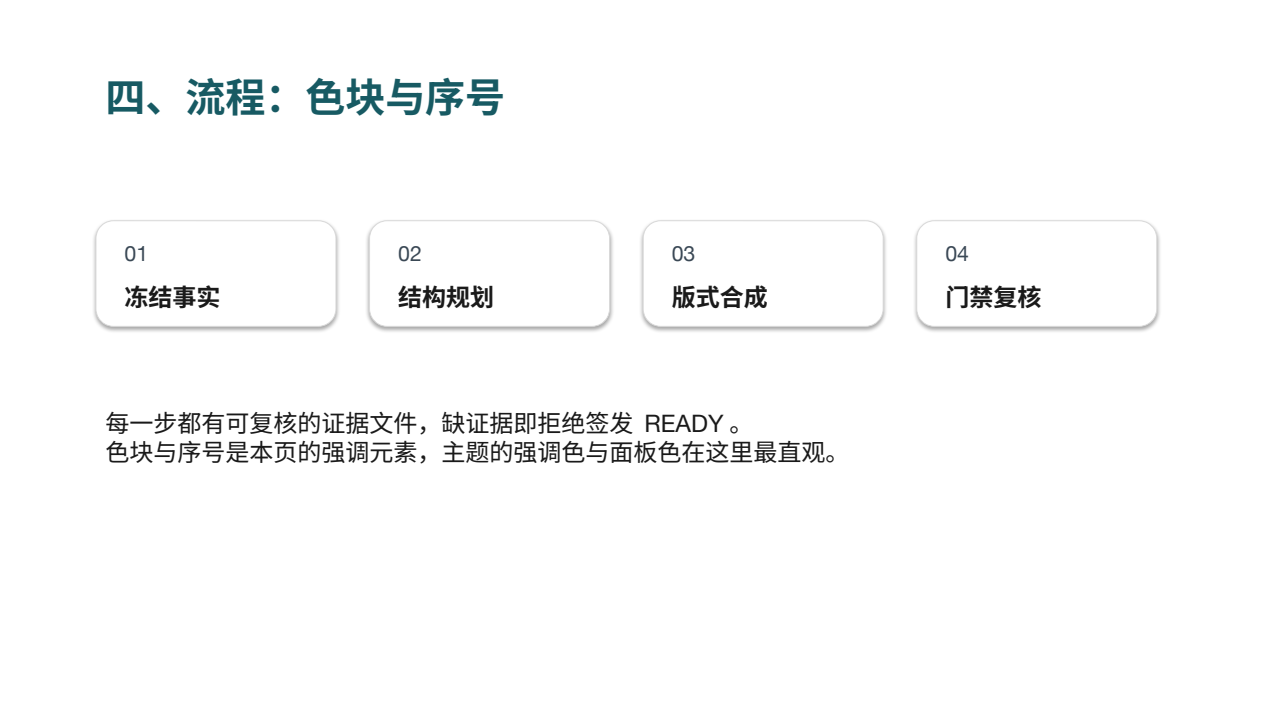 四、流程：色块与序号
01
冻结事实
02
结构规划
03
版式合成
04
门禁复核
每一步都有可复核的证据文件，缺证据即拒绝签发 READY。
色块与序号是本页的强调元素，主题的强调色与面板色在这里最直观。